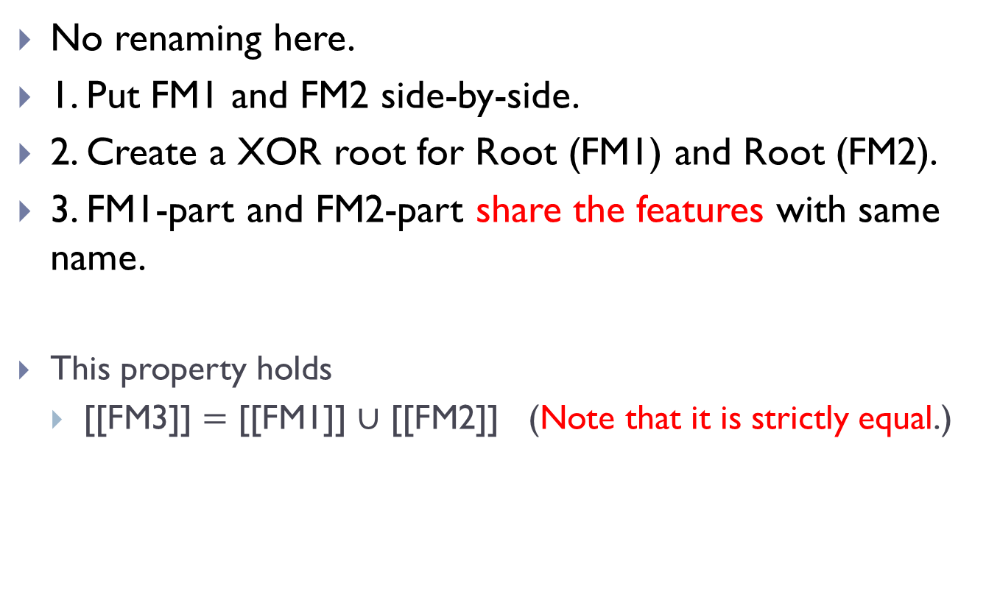 No renaming here.
1. Put FM1 and FM2 side-by-side.
2. Create a XOR root for Root (FM1) and Root (FM2).
3. FM1-part and FM2-part share the features with same
name.
This property holds
[[FM3]] = [[FM1]] ∪ [[FM2]] (Note that it is strictly equal.)